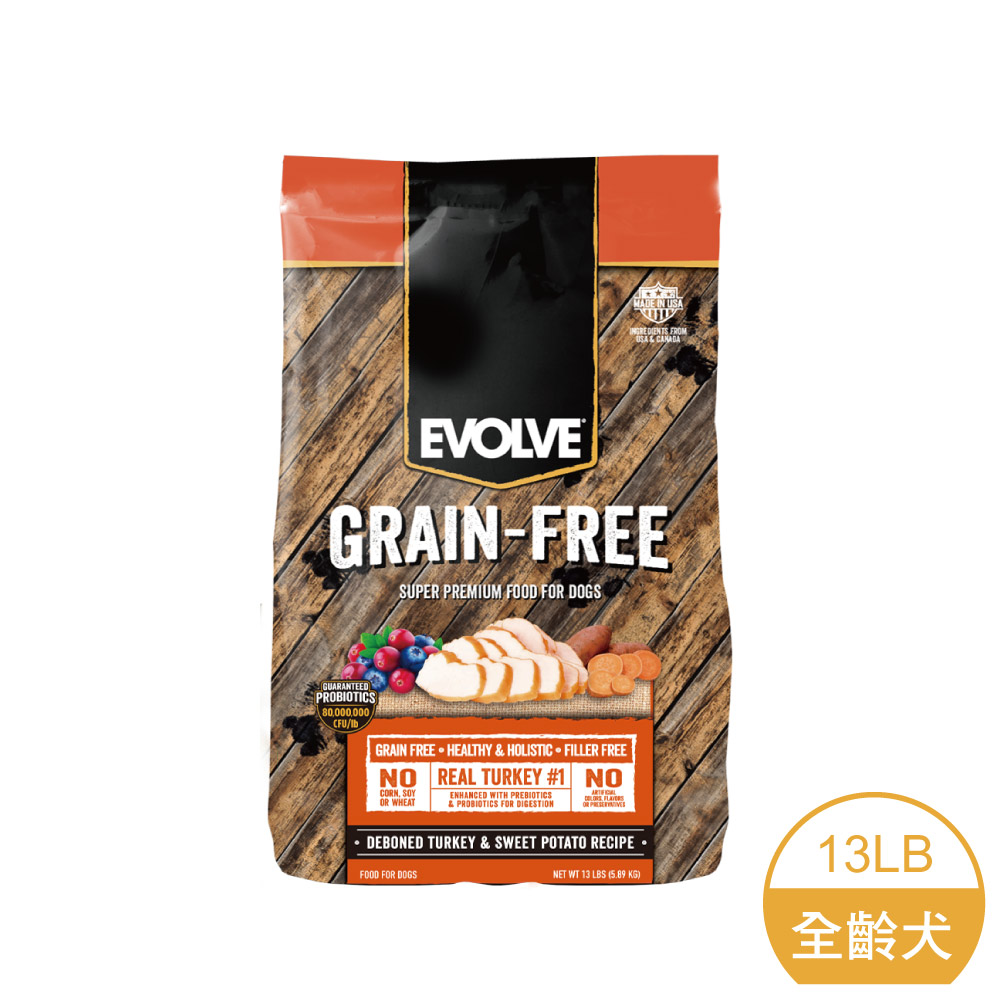 MADE IN USA
INGREDIENTS FROM
USA & CANADA
EVOLVE®
GRAIN-FREE
SUPER PREMIUM FOOD FOR DOGS
GUARANTEED
PROBIOTICS
80,000,000
CFU/lb
GRAIN FREE • HEALTHY & HOLISTIC • FILLER FREE
NO
CORN, SOY
OR WHEAT
REAL TURKEY #1
ENHANCED WITH PREBIOTICS
& PROBIOTICS FOR DIGESTION
NO
ARTIFICIAL
COLORS, FLAVORS
OR PRESERVATIVES
• DEBONED TURKEY & SWEET POTATO RECIPE •
FOOD FOR DOGS
NET WT 13 LBS (5.89 KG)
13LB
全齡犬